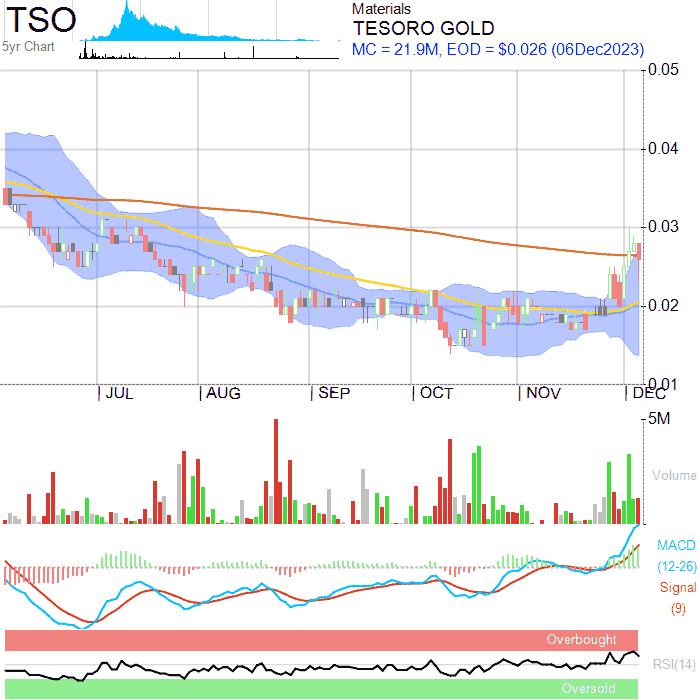 TSO
5yr Chart
Materials
TESORO GOLD
MC = 21.9M, EOD = $0.026 (06Dec2023)
0.05
0.04
0.03
0.02
0.01
JUL AUG SEP OCT NOV DEC
5M
Volume
MACD
(12-26)
Signal
(9)
Overbought
RSI(14)
Oversold